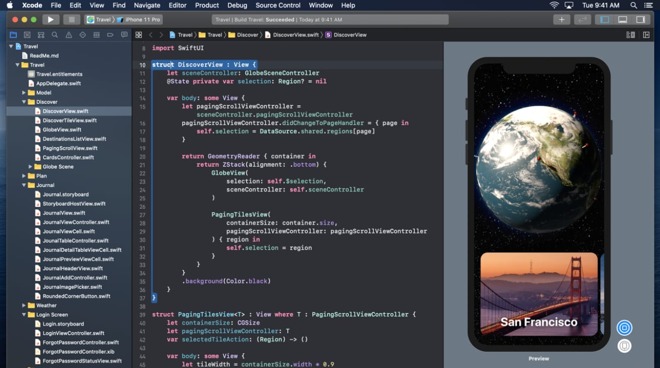 Xcode File Edit View Find Navigate Editor Product Debug Source Control Window Help Tue 9:41 AM
Travel iPhone 11 Pro Travel | Build Travel: Succeeded | Today at 9:41 AM
Travel Travel Discover DiscoverView.swift DiscoverView
Travel
ReadMe.md
Travel
Travel.entitlements
AppDelegate.swift
Model
Discover
DiscoverView.swift
DiscoverTileView.swift
GlobeView.swift
DestinationsListView.swift
PagingScrollView.swift
CardsController.swift
Globe Scene
Plan
Journal
Journal.storyboard
StoryboardHostView.swift
JournalView.swift
JournalViewController.swift
JournalViewCell.swift
JounalTableController.swift
JournalDetailTableViewCell.swift
JournalPreviewViewCell.swift
JournalHeaderView.swift
JournalAddController.swift
JournalImagePicker.swift
RoundedCornerButton.swift
Weather
Login Screen
Login.storyboard
LoginViewController.swift
ForgotPasswordController.swift
ForgotPasswordController.xib
ForgotPasswordStatusView.swift
8 import SwiftUI
9
10 struct DiscoverView : View {
11 let sceneController: GlobeSceneController
12 @State private var selection: Region? = nil
13
14 var body: some View {
15 let pagingScrollViewController =
sceneController.pagingScrollViewController
16 pagingScrollViewController.didChangeToPageHandler = { page in
17 self.selection = DataSource.shared.regions[page]
18 }
19
20 return GeometryReader { container in
21 return ZStack(alignment: .bottom) {
22 GlobeView(
23 selection: self.$selection,
24 sceneController: self.sceneController
25 )
26
27 PagingTilesView(
28 containerSize: container.size,
29 pagingScrollViewController: pagingScrollViewController
30 ) { region in
31 self.selection = region
32 }
33 }
34 }
35 .background(Color.black)
36 }
37 }
38
39 struct PagingTilesView<T> : View where T : PagingScrollViewController {
40 let containerSize: CGSize
41 let pagingScrollViewController: T
42 var selectedTileAction: (Region) -> ()
43
44 var body: some View {
45 let tileWidth = containerSize.width * 0.9
San Francisco
Preview